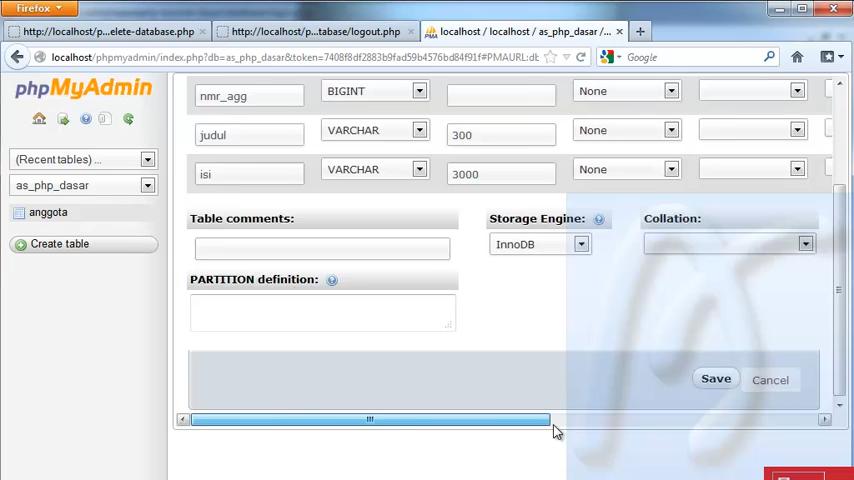 Firefox
http://localhost/p...elete-database.php
http://localhost/p...tabase/logout.php
localhost / localhost / as_php_dasar /...
localhost/phpmyadmin/index.php?db=as_php_dasar&token=7408f8df2883b9fad59b4576bd84f91f#PMAURL:db
Google
phpMyAdmin
(Recent tables) ...
as_php_dasar
anggota
Create table
nmr_agg BIGINT None
judul VARCHAR 300 None
isi VARCHAR 3000 None
Table comments: Storage Engine: Collation:
InnoDB
PARTITION definition:
Save Cancel